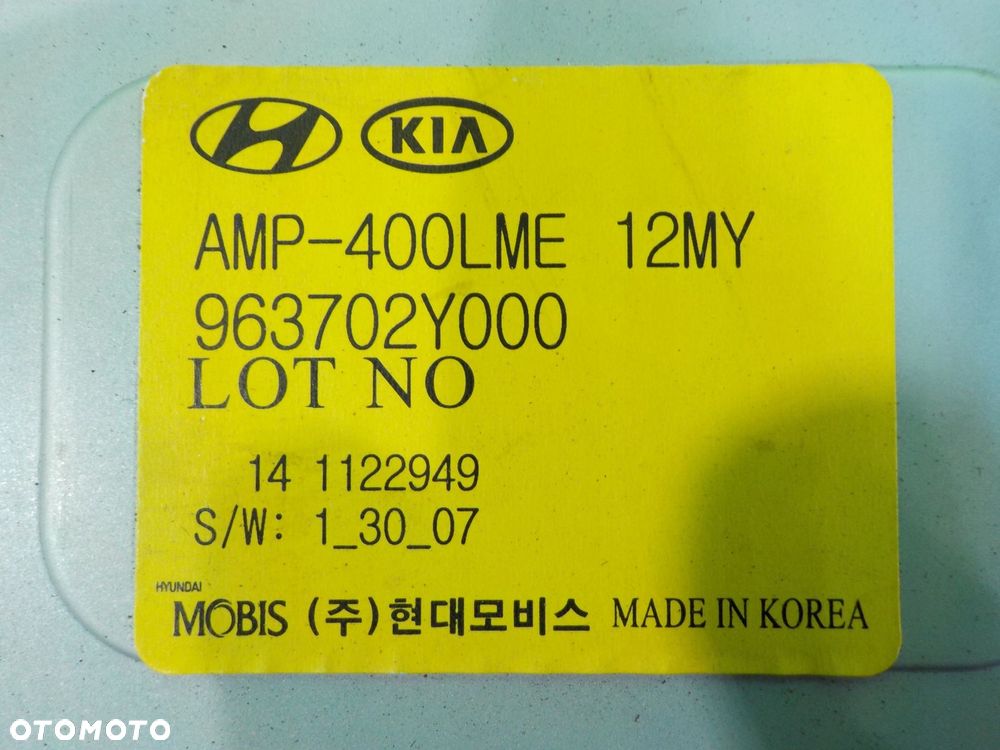 KIA
AMP-400LME 12MY
963702Y000
LOT NO
14 1122949
S/W: 1_30_07
HYUNDAI
MOBIS (주)현대모비스 MADE IN KOREA
OTOMOTO